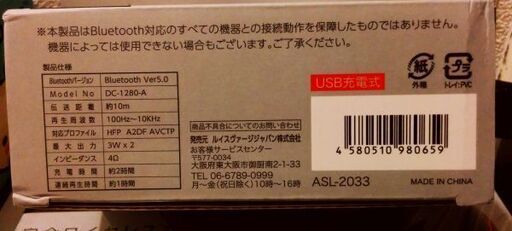 ※本製品はBluetooth対応のすべての機器との接続動作を保障したものではありません。
機器によっては使用できない場合もございます。ご了承ください。
製品仕様
Bluetoothバージョン Bluetooth Ver5.0
Model No DC-1280-A
伝送距離 約10m
再生周波数 100Hz～10KHz
対応プロファイル HFP A2DF AVCTP
最大出力 3W x 2
インピーダンス 4Ω
充電時間 約2時間
連続再生時間 約1時間
商品不具合についてのお問い合わせ
発売元 ルイスヴァージジャパン株式会社
お客様サービスセンター
〒577-0034
大阪府東大阪市御厨南2-1-33
TEL 06-6789-0999
月～金(祝日除く)10時～16時
USB充電式
紙
外箱
プラ
トレイ:PVC
4580510980659
ASL-2033
MADE IN CHINA